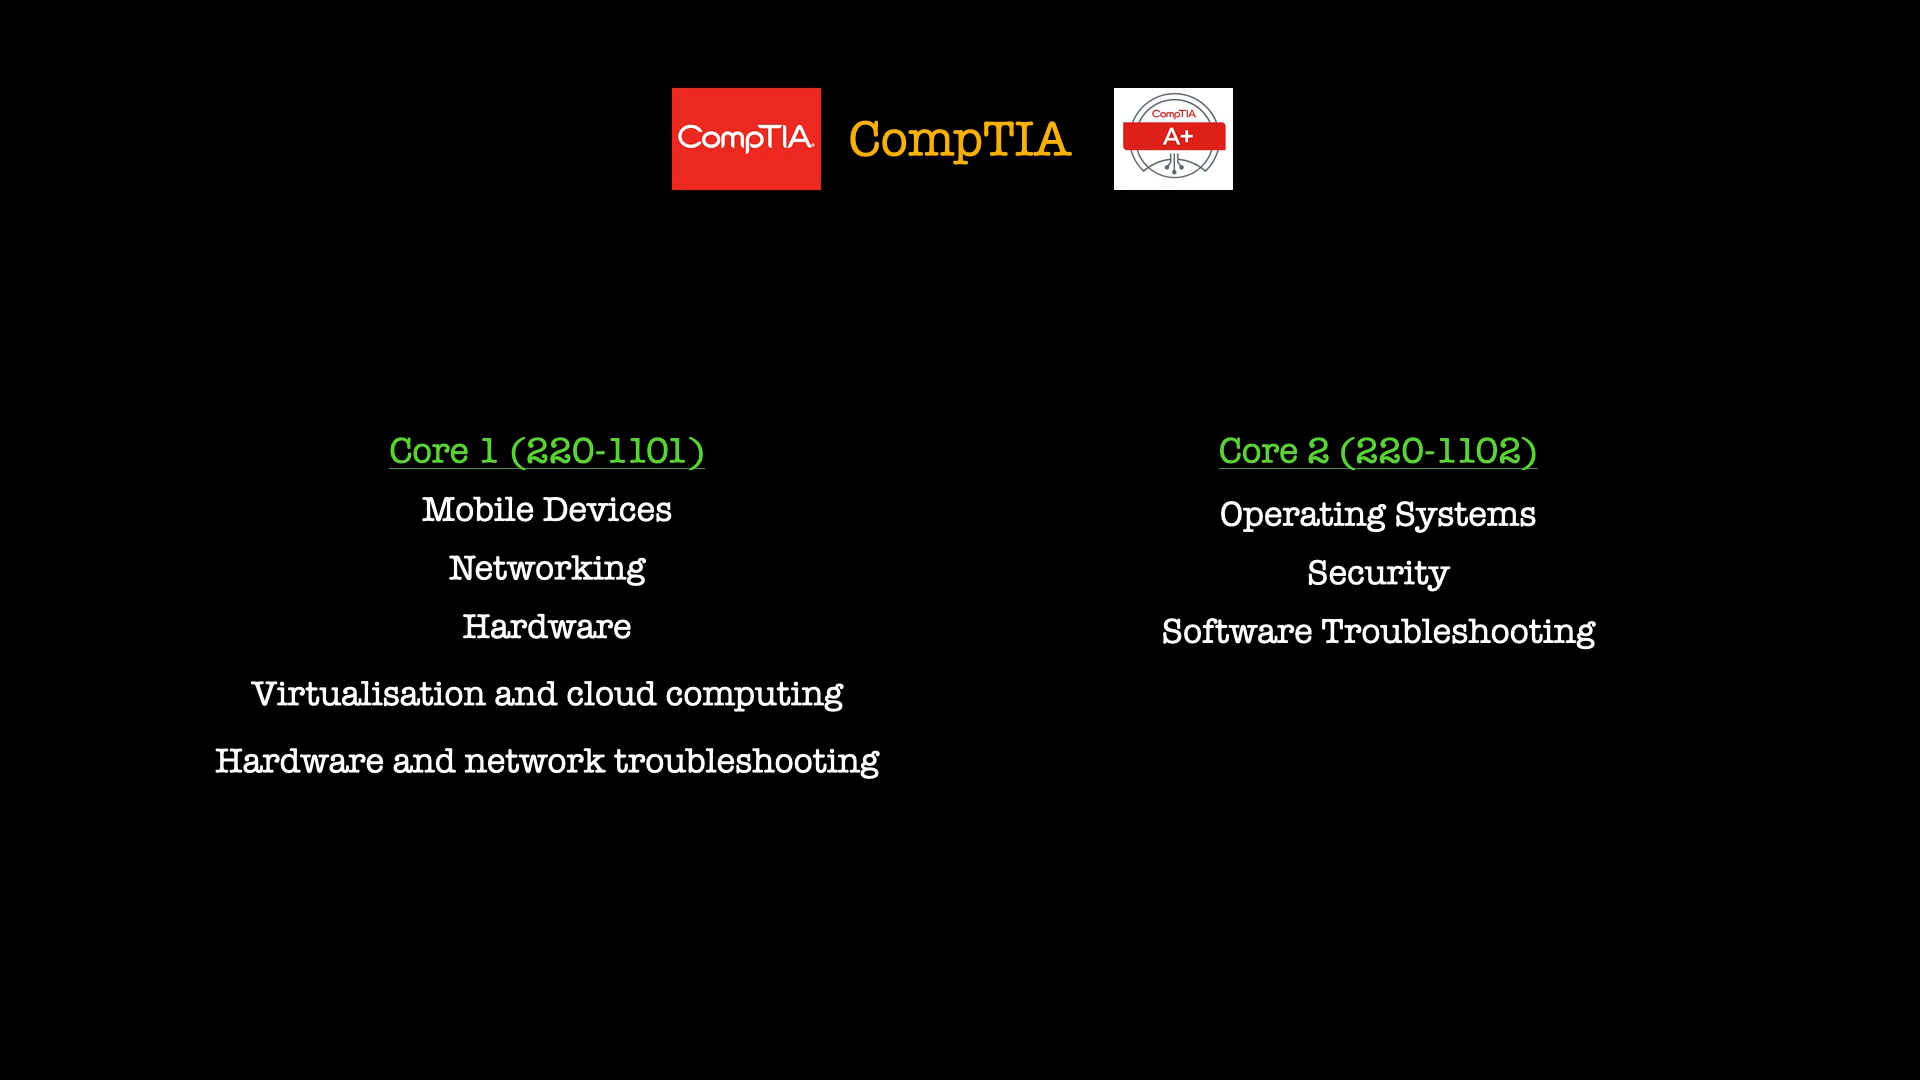 CompTIA.
CompTIA
CompTIA
A+
Core 1 (220-1101)
Mobile Devices
Networking
Hardware
Virtualisation and cloud computing
Hardware and network troubleshooting
Core 2 (220-1102)
Operating Systems
Security
Software Troubleshooting